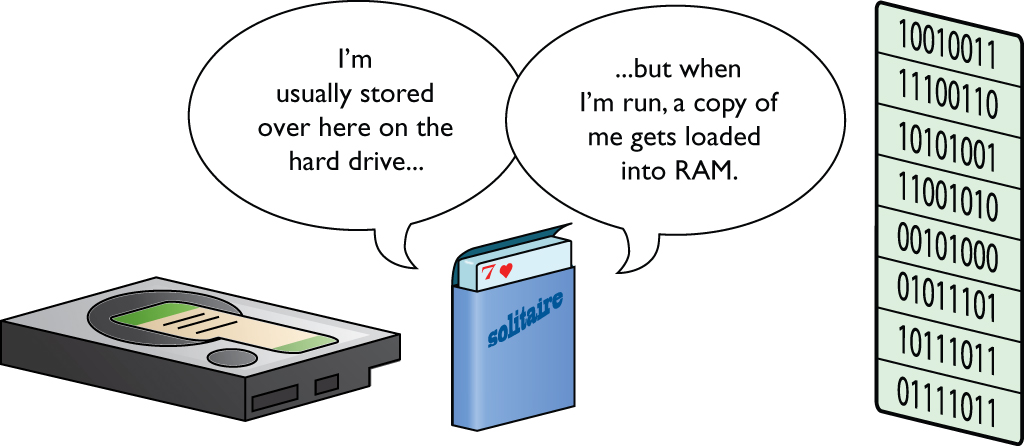 I'm
usually stored
over here on the
hard drive...
...but when
I'm run, a copy of
me gets loaded
into RAM.
7♥
solitaire
10010011
11100110
10101001
11001010
00101000
01011101
10111011
01111011